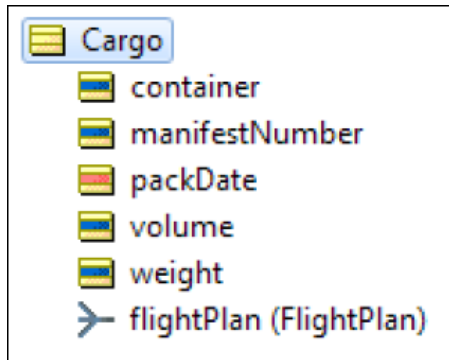 Cargo
container
manifestNumber
packDate
volume
weight
flightPlan (FlightPlan)